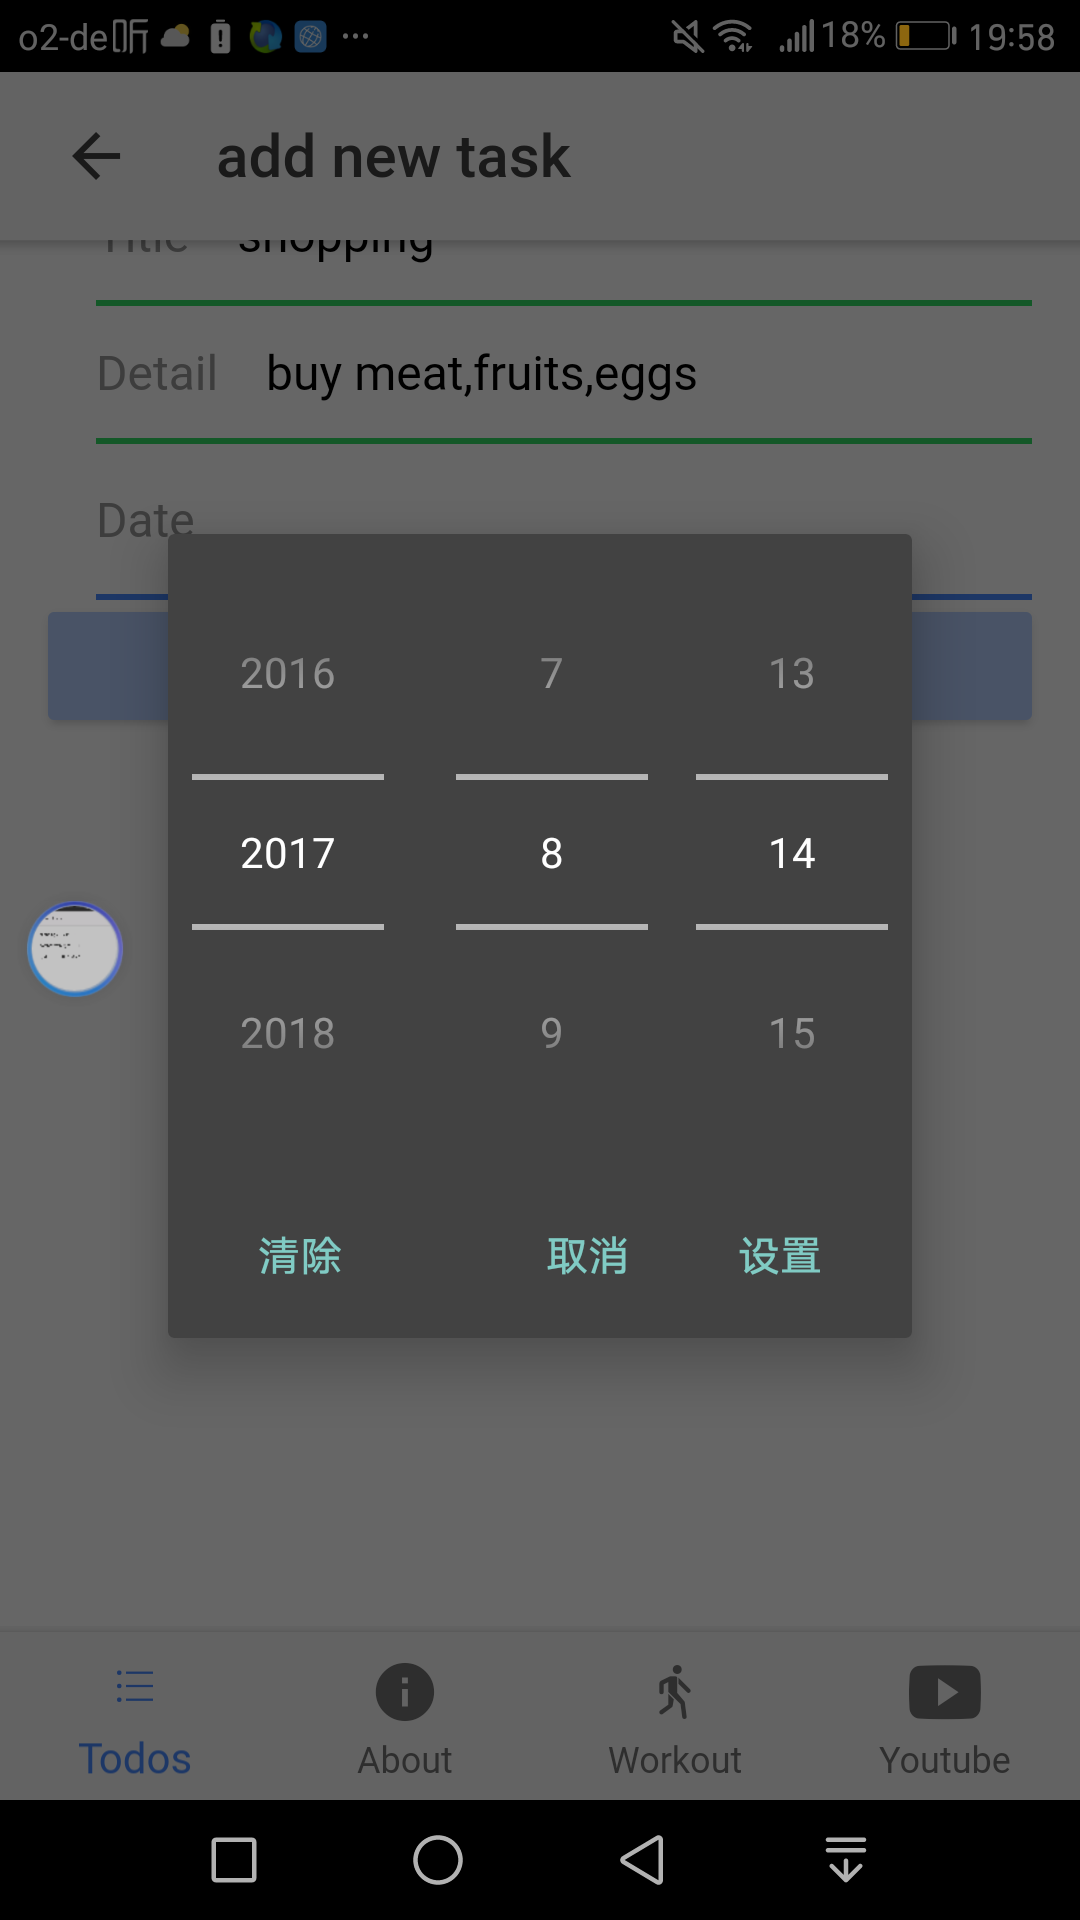 o2-de听 18% 19:58
add new task
Title shopping
Detail buy meat,fruits,eggs
Date
2016 7 13
2017 8 14
2018 9 15
清除 取消 设置
Todos About Workout Youtube